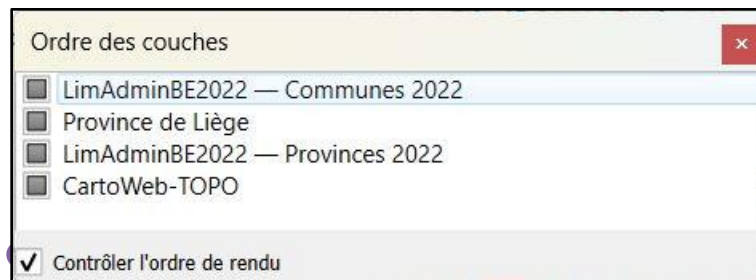 Ordre des couches
LimAdminBE2022 — Communes 2022
Province de Liège
LimAdminBE2022 — Provinces 2022
CartoWeb-TOPO
Contrôler l'ordre de rendu